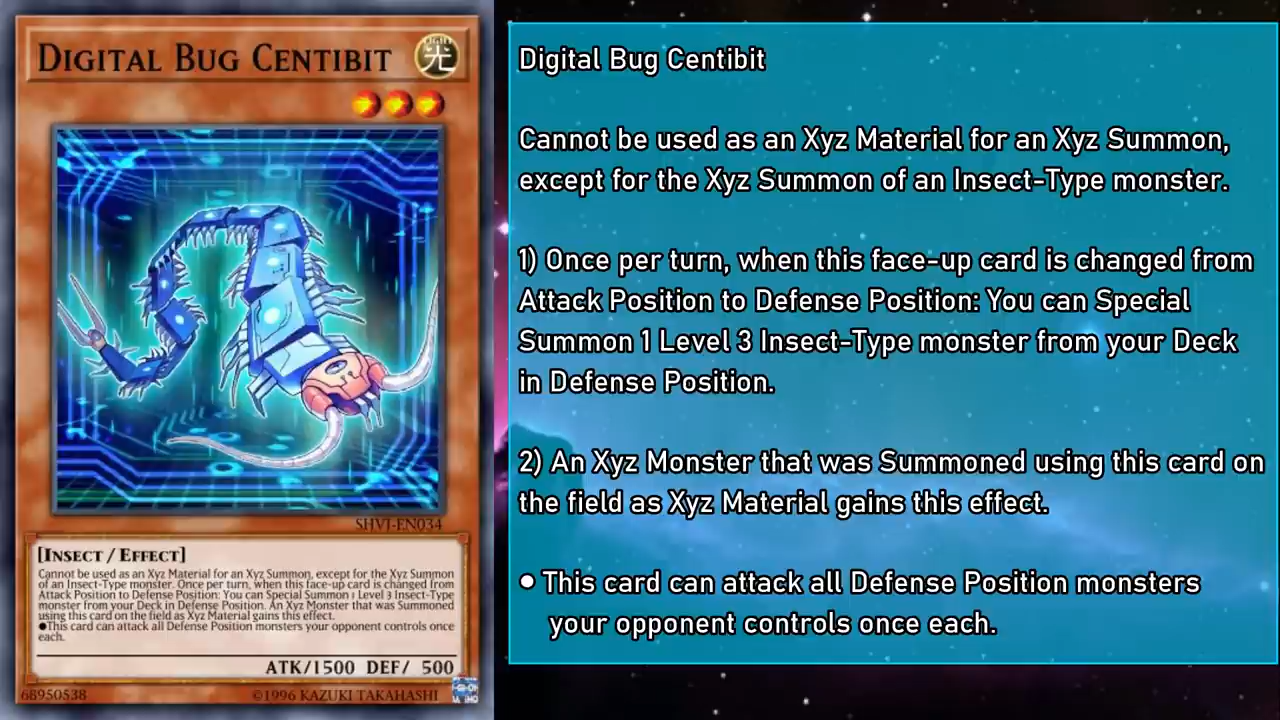 DIGITAL BUG CENTIBIT
LIGHT
光
SHVI-EN034
[INSECT / EFFECT]
Cannot be used as an Xyz Material for an Xyz Summon, except for the Xyz Summon
of an Insect-Type monster. Once per turn, when this face-up card is changed from
Attack Position to Defense Position: You can Special Summon 1 Level 3 Insect-Type
monster from your Deck in Defense Position. An Xyz Monster that was Summoned
using this card on the field as Xyz Material gains this effect.
●This card can attack all Defense Position monsters your opponent controls once
each.
ATK/1500 DEF/ 500
68950538
©1996 KAZUKI TAKAHASHI
Digital Bug Centibit
Cannot be used as an Xyz Material for an Xyz Summon,
except for the Xyz Summon of an Insect-Type monster.
1) Once per turn, when this face-up card is changed from
Attack Position to Defense Position: You can Special
Summon 1 Level 3 Insect-Type monster from your Deck
in Defense Position.
2) An Xyz Monster that was Summoned using this card on
the field as Xyz Material gains this effect.
• This card can attack all Defense Position monsters
your opponent controls once each.